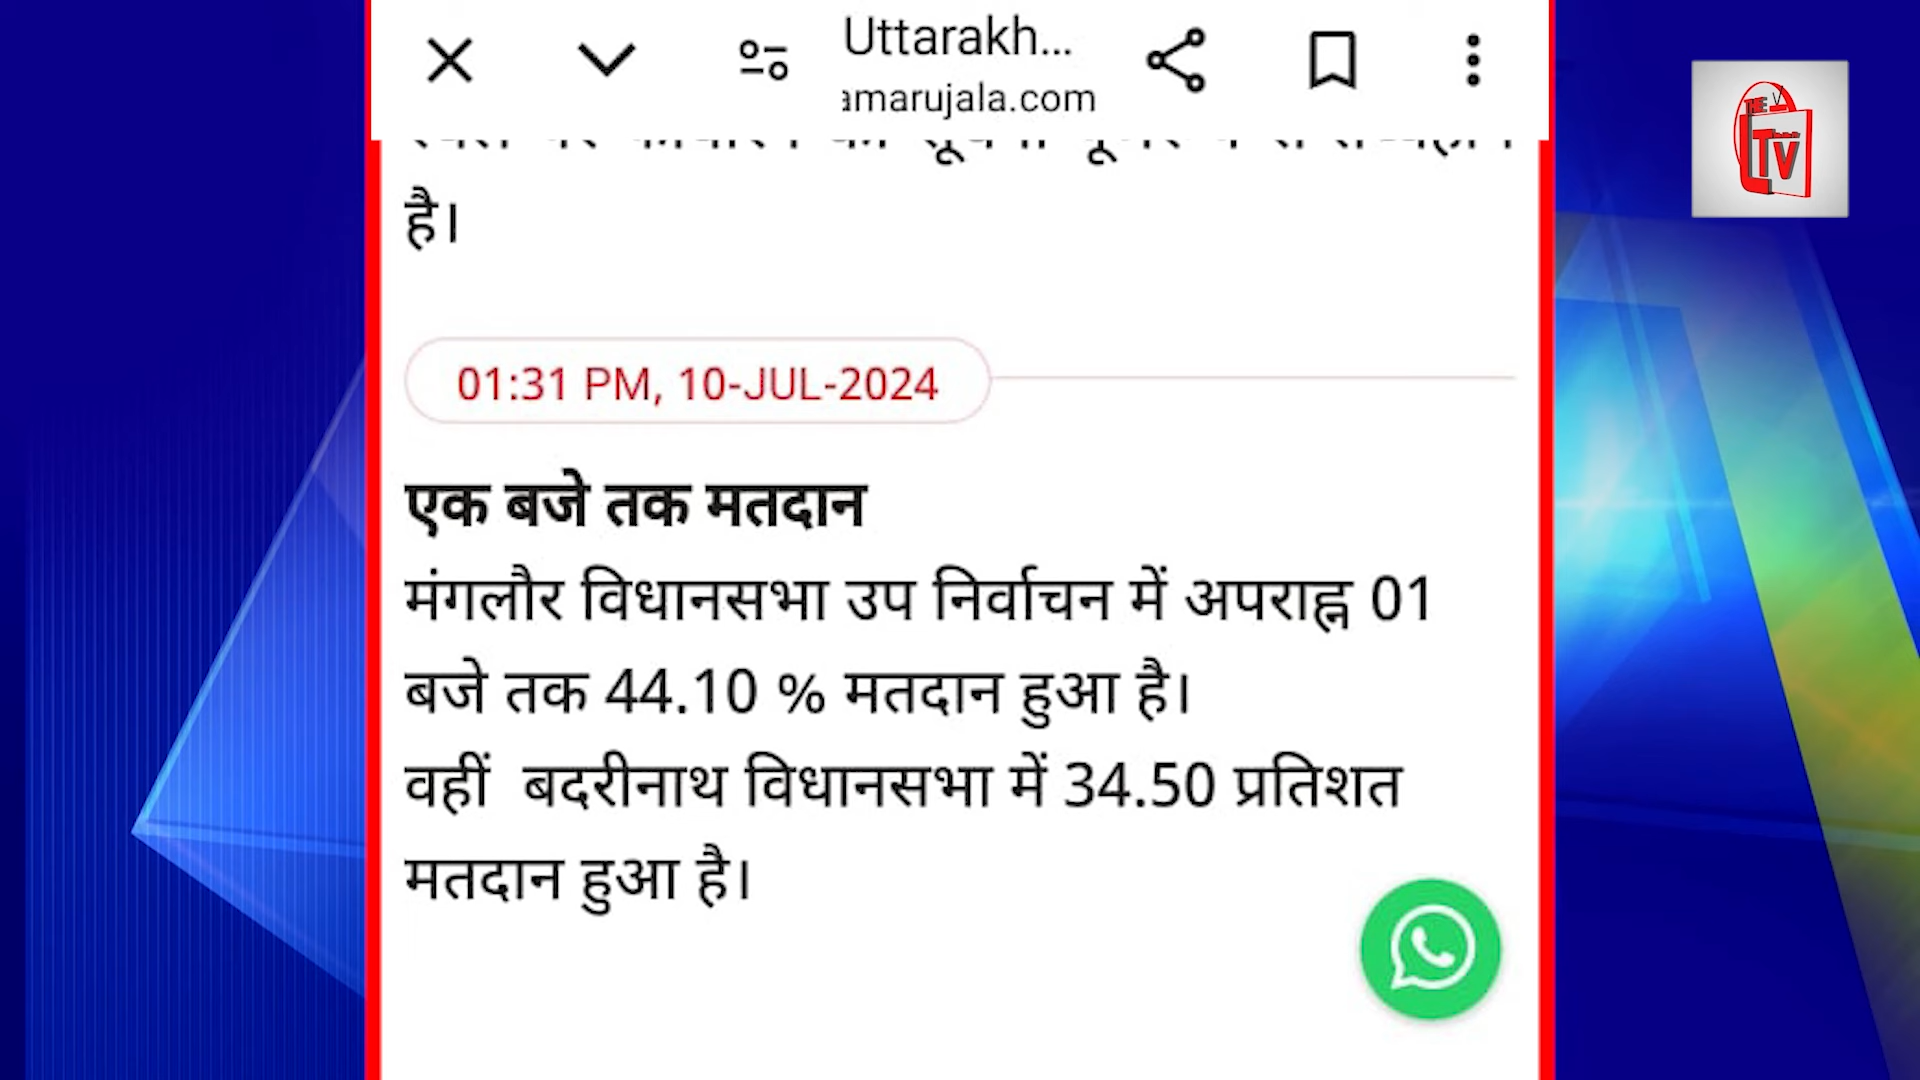 Uttarakh...
amarujala.com
THE
TV
है।
01:31 PM, 10-JUL-2024
एक बजे तक मतदान
मंगलौर विधानसभा उप निर्वाचन में अपराह्न 01
बजे तक 44.10 % मतदान हुआ है।
वहीं  बदरीनाथ विधानसभा में 34.50 प्रतिशत
मतदान हुआ है।